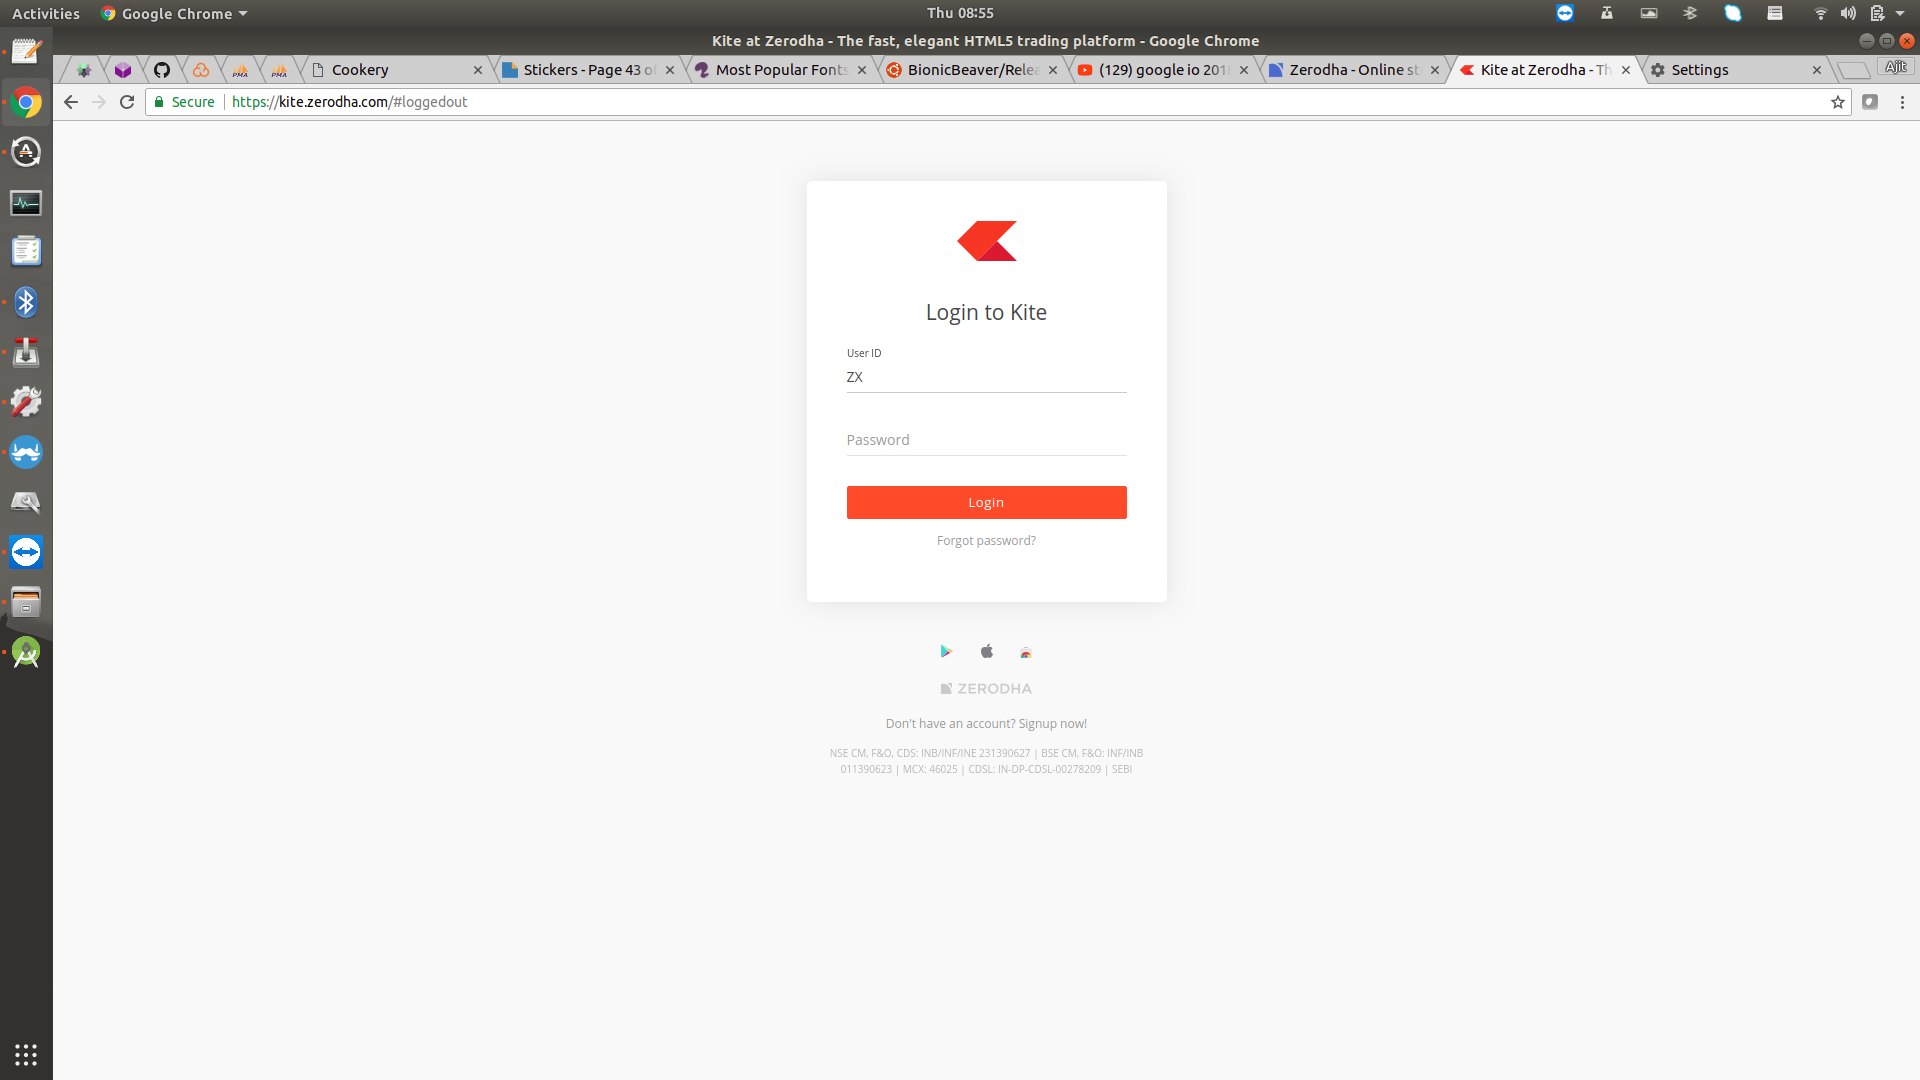 Activities Google Chrome Thu 08:55
Kite at Zerodha - The fast, elegant HTML5 trading platform - Google Chrome
PMA PMA Cookery Stickers - Page 43 of Most Popular Fonts BionicBeaver/Relea (129) google io 2018 Zerodha - Online st Kite at Zerodha - Th Settings Ajit
Secure https://kite.zerodha.com/#loggedout
Login to Kite
User ID
ZX
Password
Login
Forgot password?
ZERODHA
Don't have an account? Signup now!
NSE CM, F&O, CDS: INB/INF/INE 231390627 | BSE CM, F&O: INF/INB
011390623 | MCX: 46025 | CDSL: IN-DP-CDSL-00278209 | SEBI